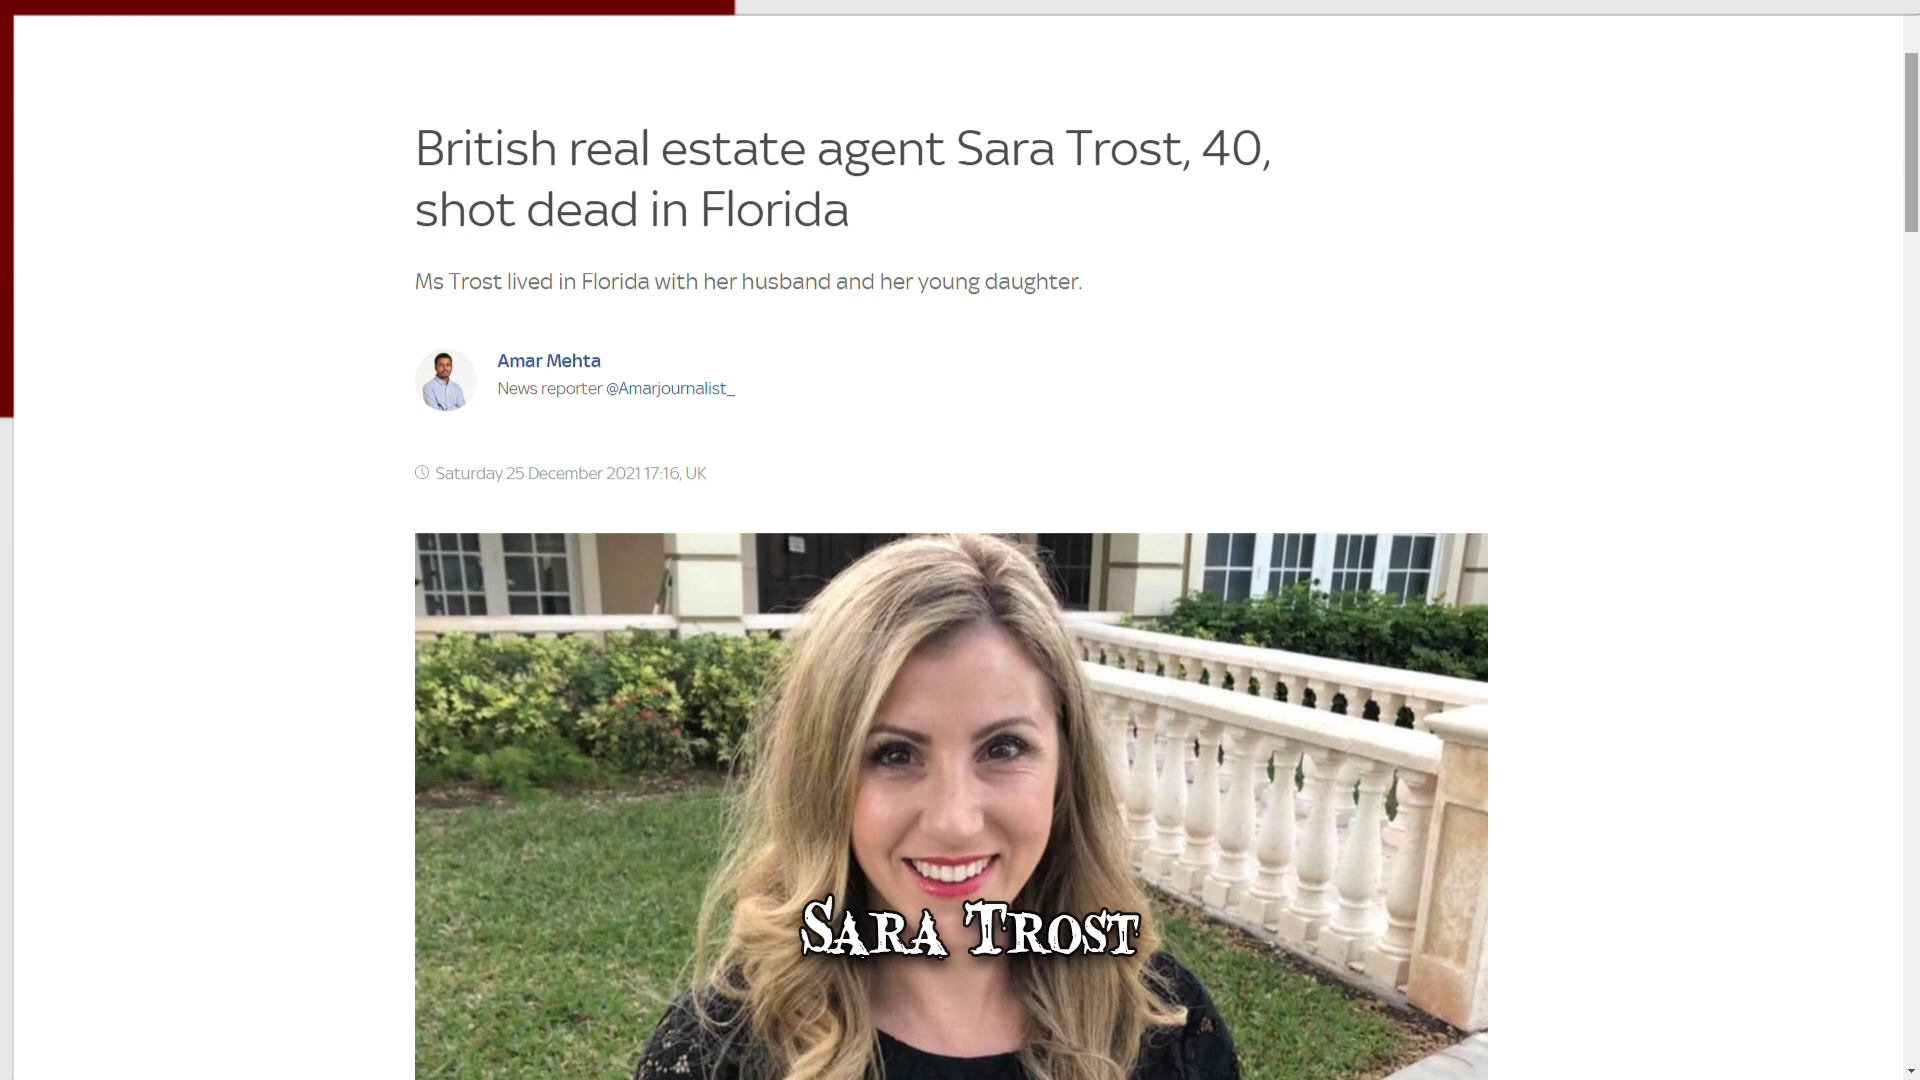 British real estate agent Sara Trost, 40,
shot dead in Florida
Ms Trost lived in Florida with her husband and her young daughter.
Amar Mehta
News reporter @Amarjournalist_
Saturday 25 December 2021 17:16, UK
Sara Trost